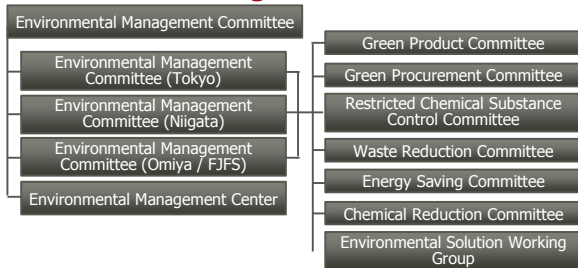 Environmental Management Committee
Environmental Management
Committee (Tokyo)
Environmental Management
Committee (Niigata)
Environmental Management
Committee (Omiya / FJFS)
Environmental Management Center
Green Product Committee
Green Procurement Committee
Restricted Chemical Substance
Control Committee
Waste Reduction Committee
Energy Saving Committee
Chemical Reduction Committee
Environmental Solution Working
Group